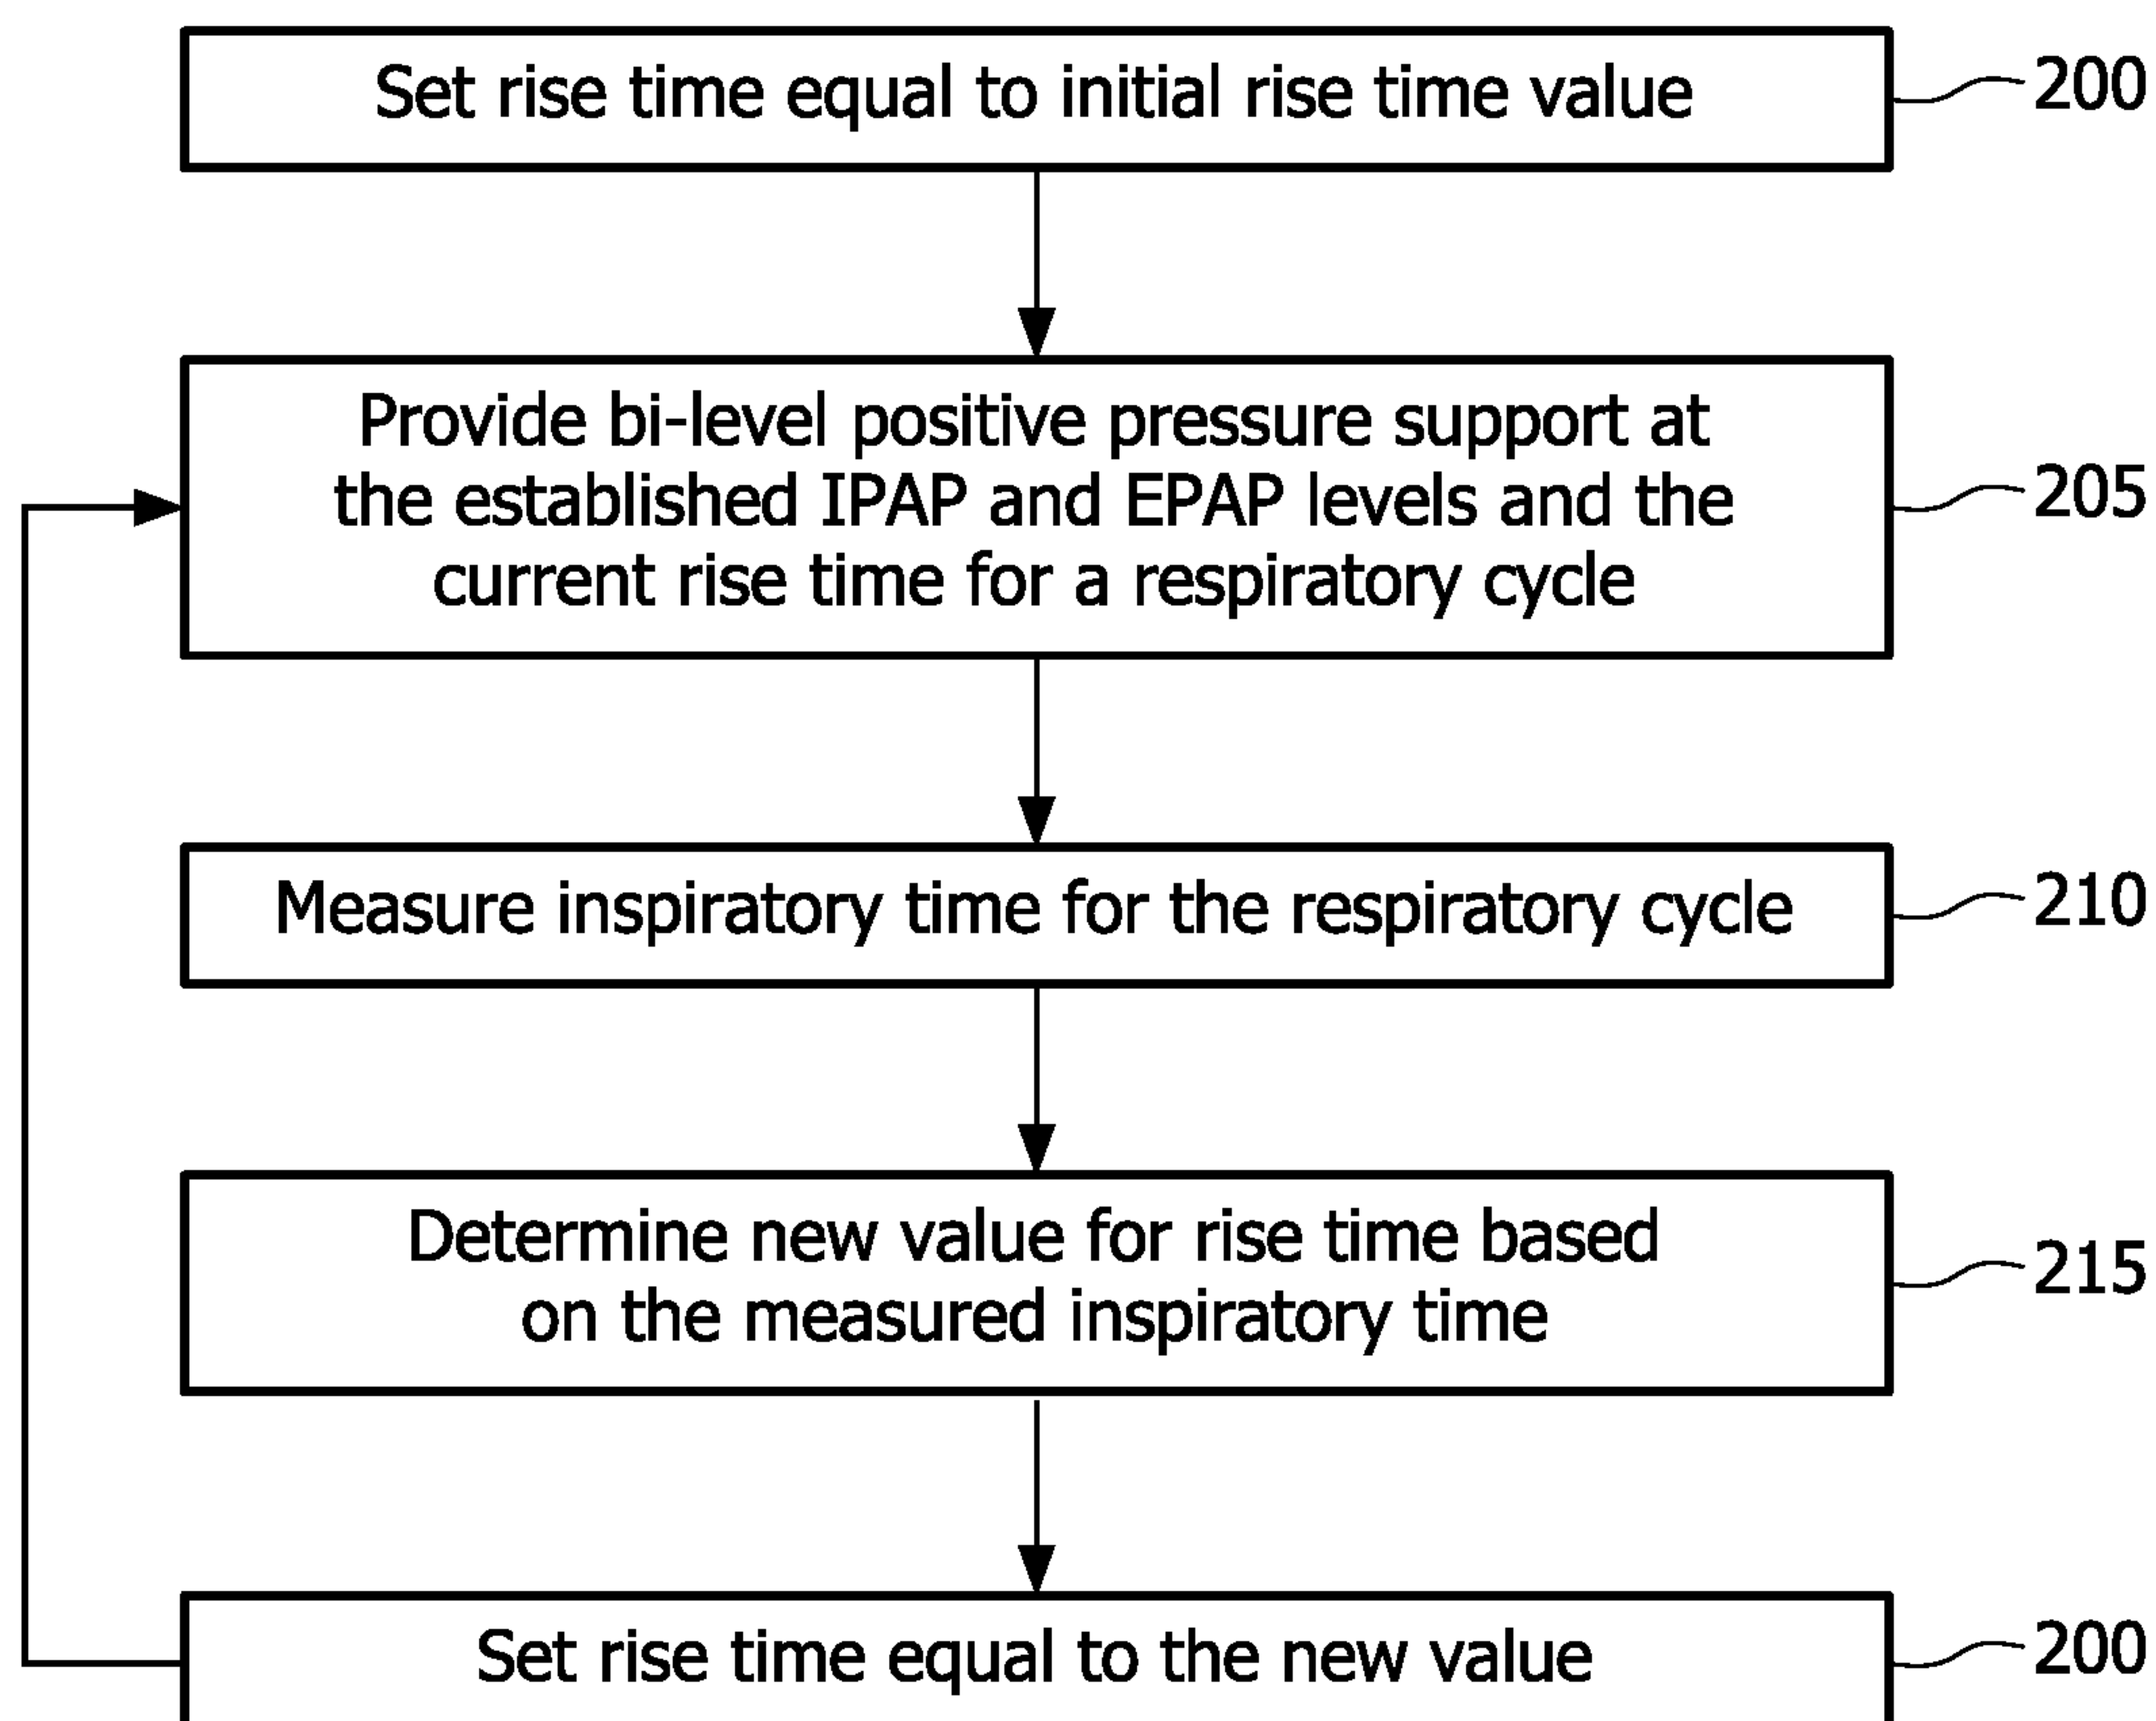 Set rise time equal to initial rise time value
200
Provide bi-level positive pressure support at
the established IPAP and EPAP levels and the
current rise time for a respiratory cycle
205
Measure inspiratory time for the respiratory cycle
210
Determine new value for rise time based
on the measured inspiratory time
215
Set rise time equal to the new value
200